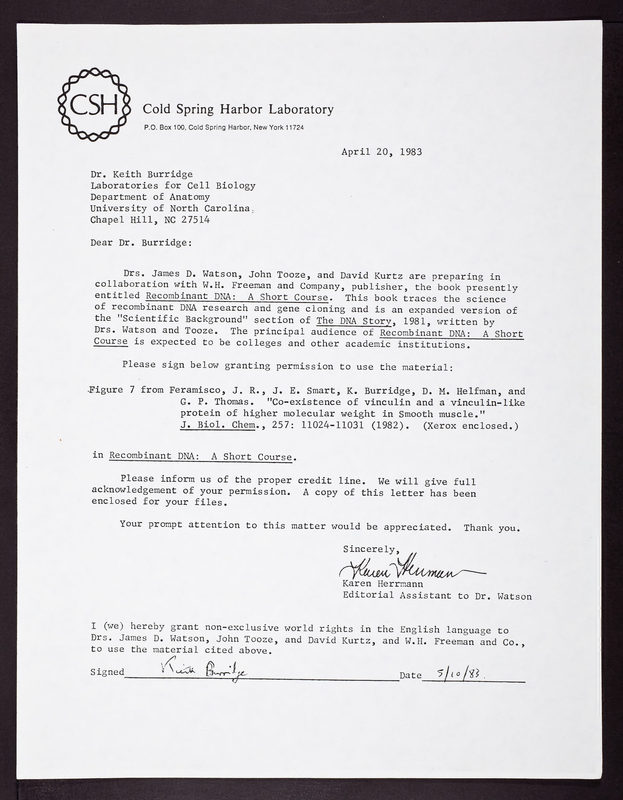 CSH
Cold Spring Harbor Laboratory
P.O. Box 100, Cold Spring Harbor, New York 11724
April 20, 1983
Dr. Keith Burridge
Laboratories for Cell Biology
Department of Anatomy
University of North Carolina
Chapel Hill, NC 27514
Dear Dr. Burridge:
Drs. James D. Watson, John Tooze, and David Kurtz are preparing in
collaboration with W.H. Freeman and Company, publisher, the book presently
entitled Recombinant DNA: A Short Course. This book traces the science
of recombinant DNA research and gene cloning and is an expanded version of
the "Scientific Background" section of The DNA Story, 1981, written by
Drs. Watson and Tooze. The principal audience of Recombinant DNA: A Short
Course is expected to be colleges and other academic institutions.
Please sign below granting permission to use the material:
Figure 7 from Feramisco, J. R., J. E. Smart, K. Burridge, D. M. Helfman, and
G. P. Thomas. "Co-existence of vinculin and a vinculin-like
protein of higher molecular weight in Smooth muscle."
J. Biol. Chem., 257: 11024-11031 (1982). (Xerox enclosed.)
in Recombinant DNA: A Short Course.
Please inform us of the proper credit line. We will give full
acknowledgement of your permission. A copy of this letter has been
enclosed for your files.
Your prompt attention to this matter would be appreciated. Thank you.
Sincerely,
Karen Herrmann
Karen Herrmann
Editorial Assistant to Dr. Watson
I (we) hereby grant non-exclusive world rights in the English language to
Drs. James D. Watson, John Tooze, and David Kurtz, and W.H. Freeman and Co.,
to use the material cited above.
Signed Keith Burridge Date 5/10/83.